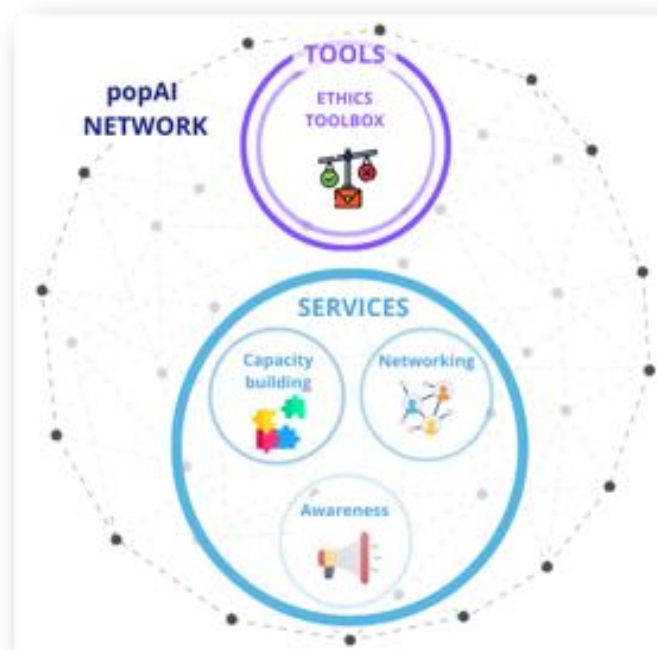 TOOLS
popAI
NETWORK
ETHICS
TOOLBOX
SERVICES
Capacity
building
Networking
Awareness